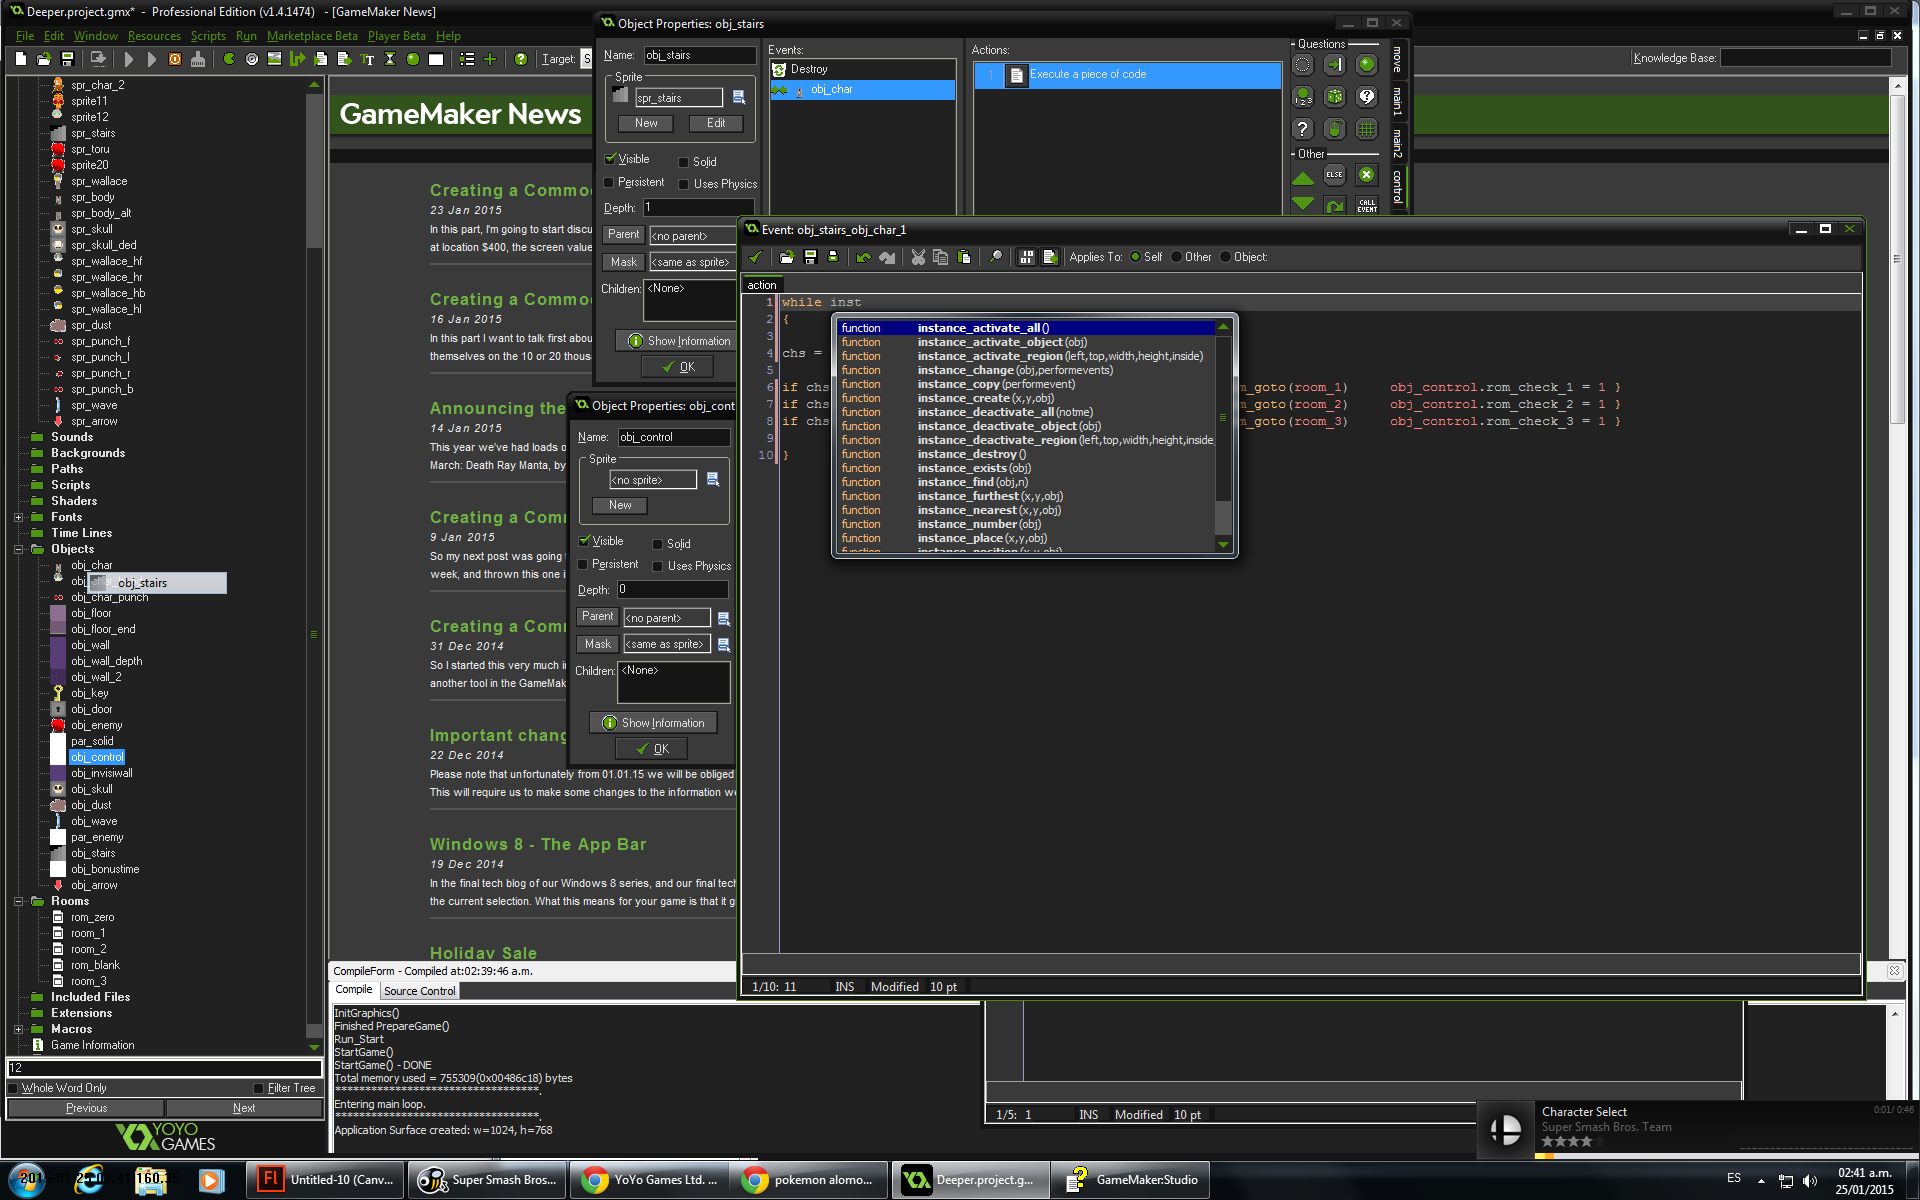 Deeper.project.gmx* - Professional Edition (v1.4.1474) - [GameMaker News]
File Edit Window Resources Scripts Run Marketplace Beta Player Beta Help
Target:
Knowledge Base:
spr_char_2
sprite11
sprite12
spr_stairs
spr_toru
sprite20
spr_wallace
spr_body
spr_body_alt
spr_skull
spr_skull_ded
spr_wallace_hf
spr_wallace_hr
spr_wallace_hb
spr_wallace_hl
spr_dust
spr_punch_f
spr_punch_l
spr_punch_r
spr_punch_b
spr_wave
spr_arrow
Sounds
Backgrounds
Paths
Scripts
Shaders
Fonts
Time Lines
Objects
obj_char
obj_stairs
obj_char_punch
obj_floor
obj_floor_end
obj_wall
obj_wall_depth
obj_wall_2
obj_key
obj_door
obj_enemy
par_solid
obj_control
obj_invisiwall
obj_skull
obj_dust
obj_wave
par_enemy
obj_stairs
obj_bonustime
obj_arrow
Rooms
rom_zero
room_1
room_2
rom_blank
room_3
Included Files
Extensions
Macros
Game Information
12
Whole Word Only Filter Tree
Previous Next
YOYO
GAMES
GameMaker News
Creating a Commo
23 Jan 2015
In this part, I'm going to start discu
at location $400, the screen value
Creating a Commo
16 Jan 2015
In this part I want to talk first abou
themselves on the 10 or 20 thous
Announcing the
14 Jan 2015
This year we've had loads o
March: Death Ray Manta, by
Creating a Com
9 Jan 2015
So my next post was going
week, and thrown this one i
Creating a Com
31 Dec 2014
So I started this very much i
another tool in the GameMak
Important chang
22 Dec 2014
Please note that unfortunately from 01.01.15 we will be obliged
This will require us to make some changes to the information w
Windows 8 - The App Bar
19 Dec 2014
In the final tech blog of our Windows 8 series, and our final tech
the current selection. What this means for your game is that it g
Holiday Sale
Object Properties: obj_stairs
Name: obj_stairs
Sprite
spr_stairs
New Edit
Visible Solid
Persistent Uses Physics
Depth: 1
Parent <no parent>
Mask <same as sprite>
Children: <None>
Show Information
OK
Events:
Destroy
obj_char
Actions:
1 Execute a piece of code
Questions
Other
ELSE
CALL EVENT
move
main1
main2
control
Object Properties: obj_cont
Name: obj_control
Sprite
<no sprite>
New
Visible Solid
Persistent Uses Physics
Depth: 0
Parent <no parent>
Mask <same as sprite>
Children: <None>
Show Information
OK
Event: obj_stairs_obj_char_1
Applies To: Self Other Object:
action
1 while inst
2 {
3
4 chs =
5
6 if chs m_goto(room_1) obj_control.rom_check_1 = 1 }
7 if chs m_goto(room_2) obj_control.rom_check_2 = 1 }
8 if chs m_goto(room_3) obj_control.rom_check_3 = 1 }
9
10 }
function instance_activate_all()
function instance_activate_object(obj)
function instance_activate_region(left,top,width,height,inside)
function instance_change(obj,performevents)
function instance_copy(performevent)
function instance_create(x,y,obj)
function instance_deactivate_all(notme)
function instance_deactivate_object(obj)
function instance_deactivate_region(left,top,width,height,inside,
function instance_destroy()
function instance_exists(obj)
function instance_find(obj,n)
function instance_furthest(x,y,obj)
function instance_nearest(x,y,obj)
function instance_number(obj)
function instance_place(x,y,obj)
function instance_position(x,y,obj)
1/10: 11 INS Modified 10 pt
CompileForm - Compiled at:02:39:46 a.m.
Compile Source Control
InitGraphics()
Finished PrepareGame()
Run_Start
StartGame()
StartGame() - DONE
Total memory used = 755309(0x00486c18) bytes
***********************************.
Entering main loop.
***********************************.
Application Surface created: w=1024, h=768
1/5: 1 INS Modified 10 pt
Character Select
Super Smash Bros. Team
0:01/ 0:46
Untitled-10 (Canv...
Super Smash Bros...
YoYo Games Ltd. ...
pokemon alomo...
Deeper.project.g...
GameMaker:Studio
ES
02:41 a.m.
25/01/2015